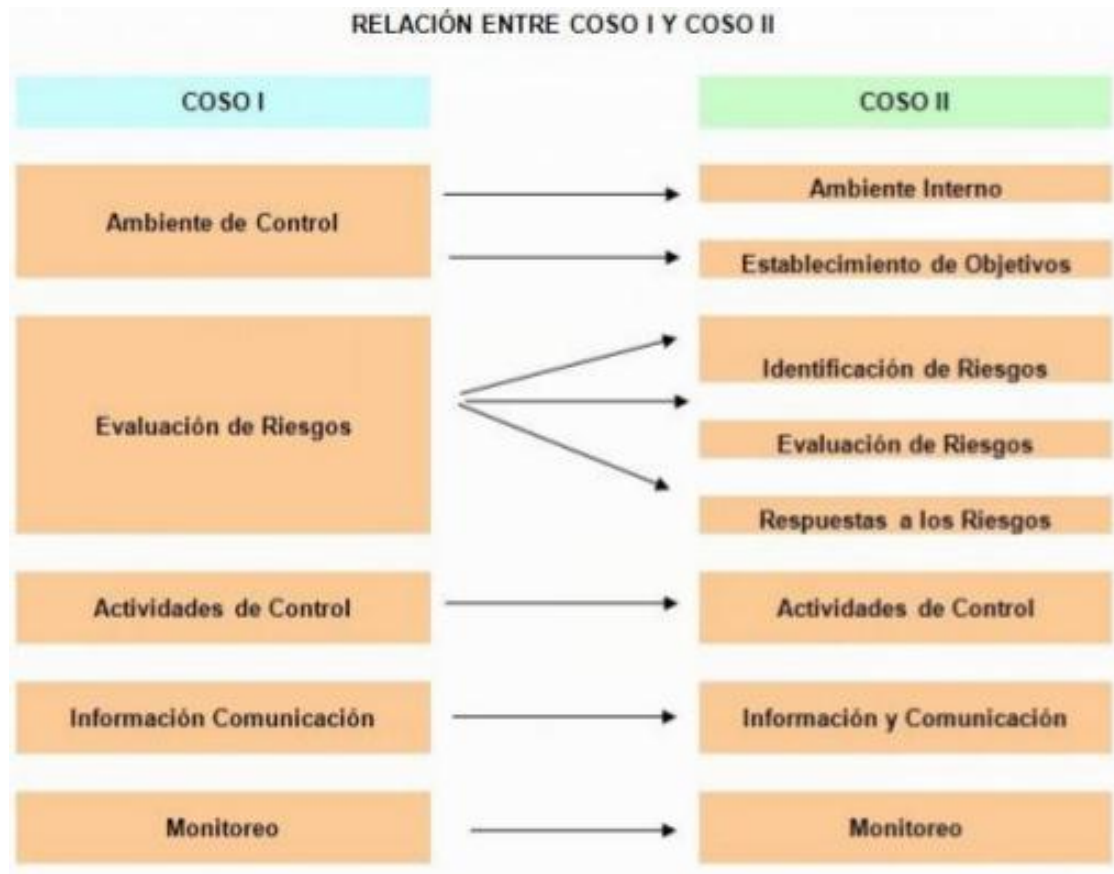 RELACIÓN ENTRE COSO I Y COSO II
COSO I
COSO II
Ambiente de Control
Ambiente Interno
Establecimiento de Objetivos
Evaluación de Riesgos
Identificación de Riesgos
Evaluación de Riesgos
Respuestas a los Riesgos
Actividades de Control
Actividades de Control
Información Comunicación
Información y Comunicación
Monitoreo
Monitoreo